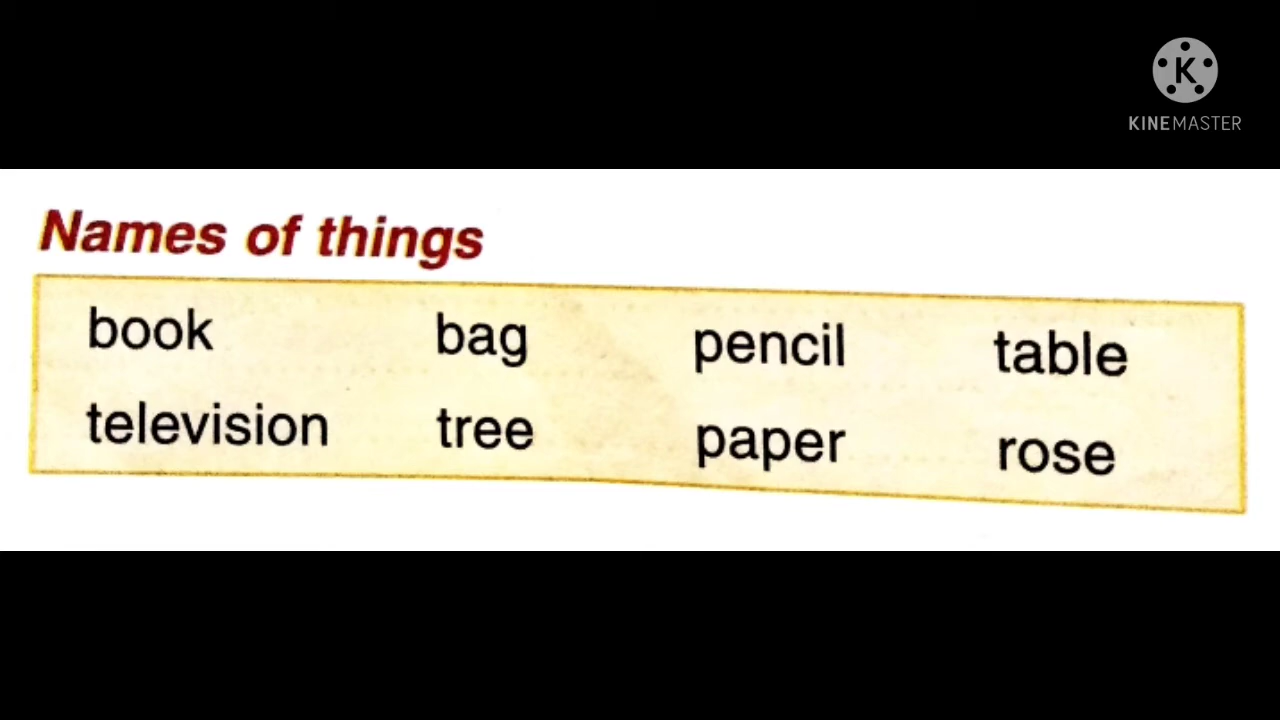 K
KINEMASTER
Names of things
book bag pencil table
television tree paper rose